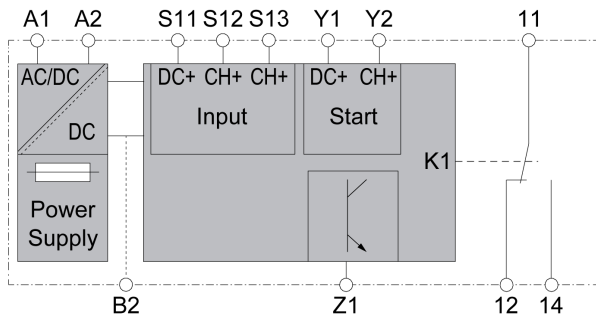 A1 A2 S11 S12 S13 Y1 Y2 11
AC/DC DC+ CH+ CH+ DC+ CH+
DC Input Start
K1
Power
Supply
B2 Z1 12 14